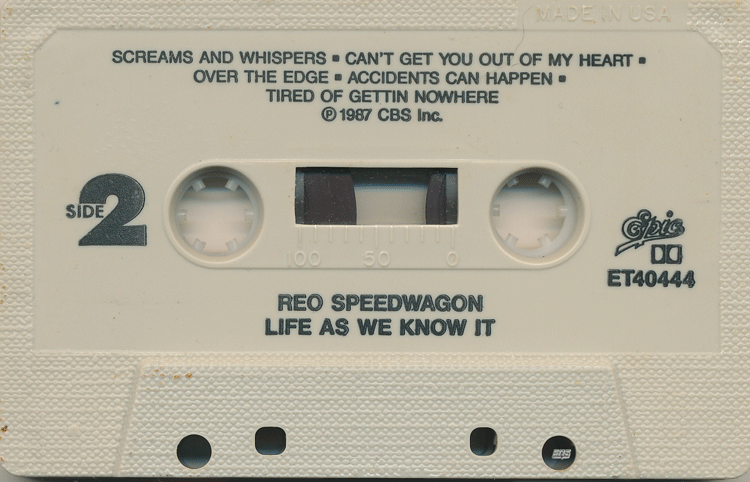 MADE IN USA
SCREAMS AND WHISPERS ▪ CAN'T GET YOU OUT OF MY HEART ▪
OVER THE EDGE ▪ ACCIDENTS CAN HAPPEN ▪
TIRED OF GETTIN NOWHERE
℗ 1987 CBS Inc.
SIDE 2
100 50 0
Epic
ET40444
REO SPEEDWAGON
LIFE AS WE KNOW IT